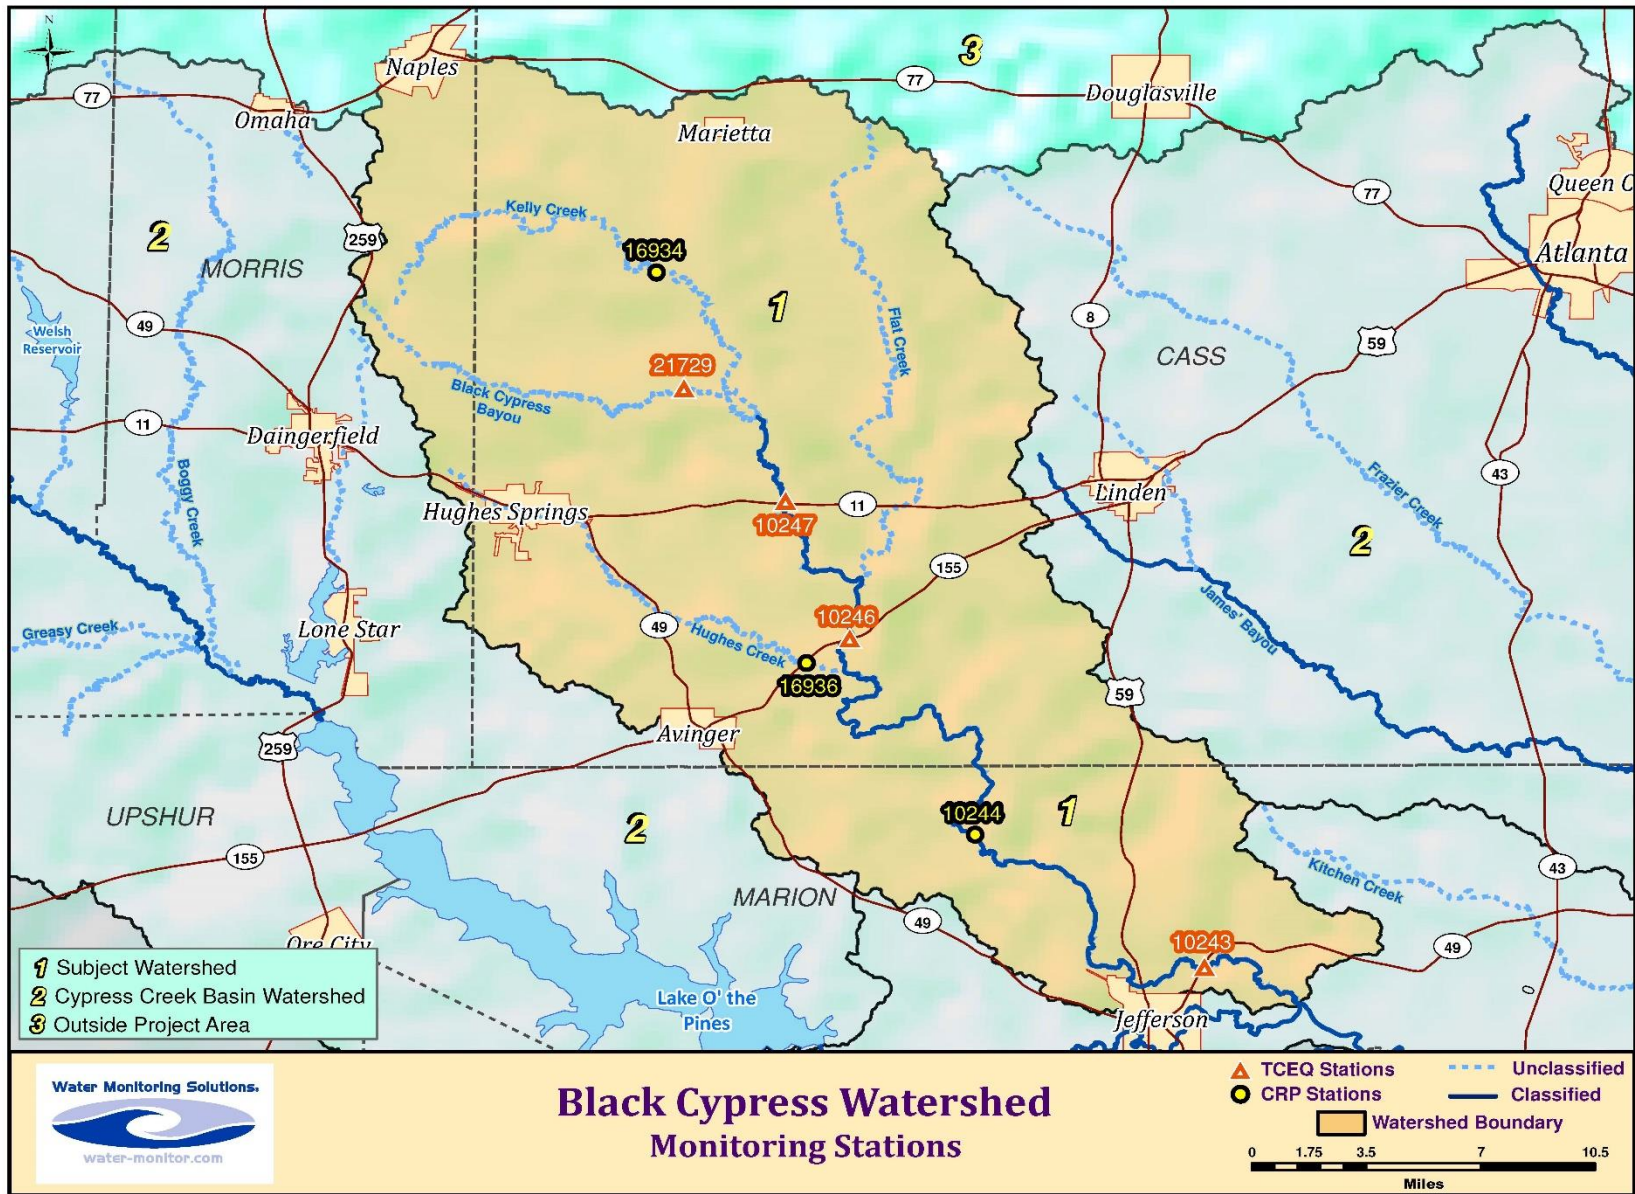 N
3
Naples
77
77
Douglasville
Omaha
Marietta
77
Queen C
Kelly Creek
2
259
16934
Atlanta
MORRIS
1
49
Welsh
Reservoir
Flat Creek
8
59
CASS
21729
Black Cypress
Bayou
11
Daingerfield
Boggy Creek
Hughes Springs
11
10247
Linden
43
Frazier Creek
2
155
10246
James' Bayou
Greasy Creek
Lone Star
49
Hughes Creek
16936
59
Avinger
259
UPSHUR
2
10244
1
155
43
Kitchen Creek
MARION
49
49
10243
Ore City
Lake O' the
Pines
Jefferson
0
1 Subject Watershed
2 Cypress Creek Basin Watershed
3 Outside Project Area
Water Monitoring Solutions.
water-monitor.com
Black Cypress Watershed
Monitoring Stations
TCEQ Stations
Unclassified
CRP Stations
Classified
Watershed Boundary
0 1.75 3.5 7 10.5
Miles